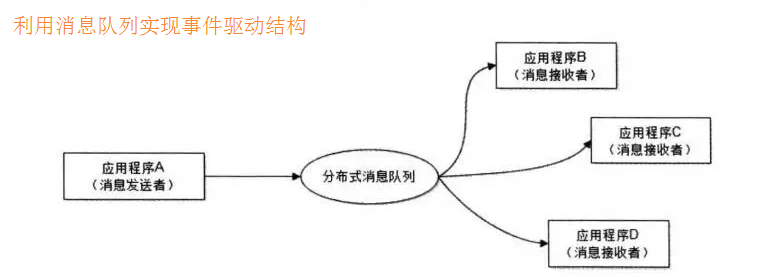 利用消息队列实现事件驱动结构
应用程序B
（消息接收者）
应用程序C
（消息接收者）
应用程序A
（消息发送者）
分布式消息队列
应用程序D
（消息接收者）